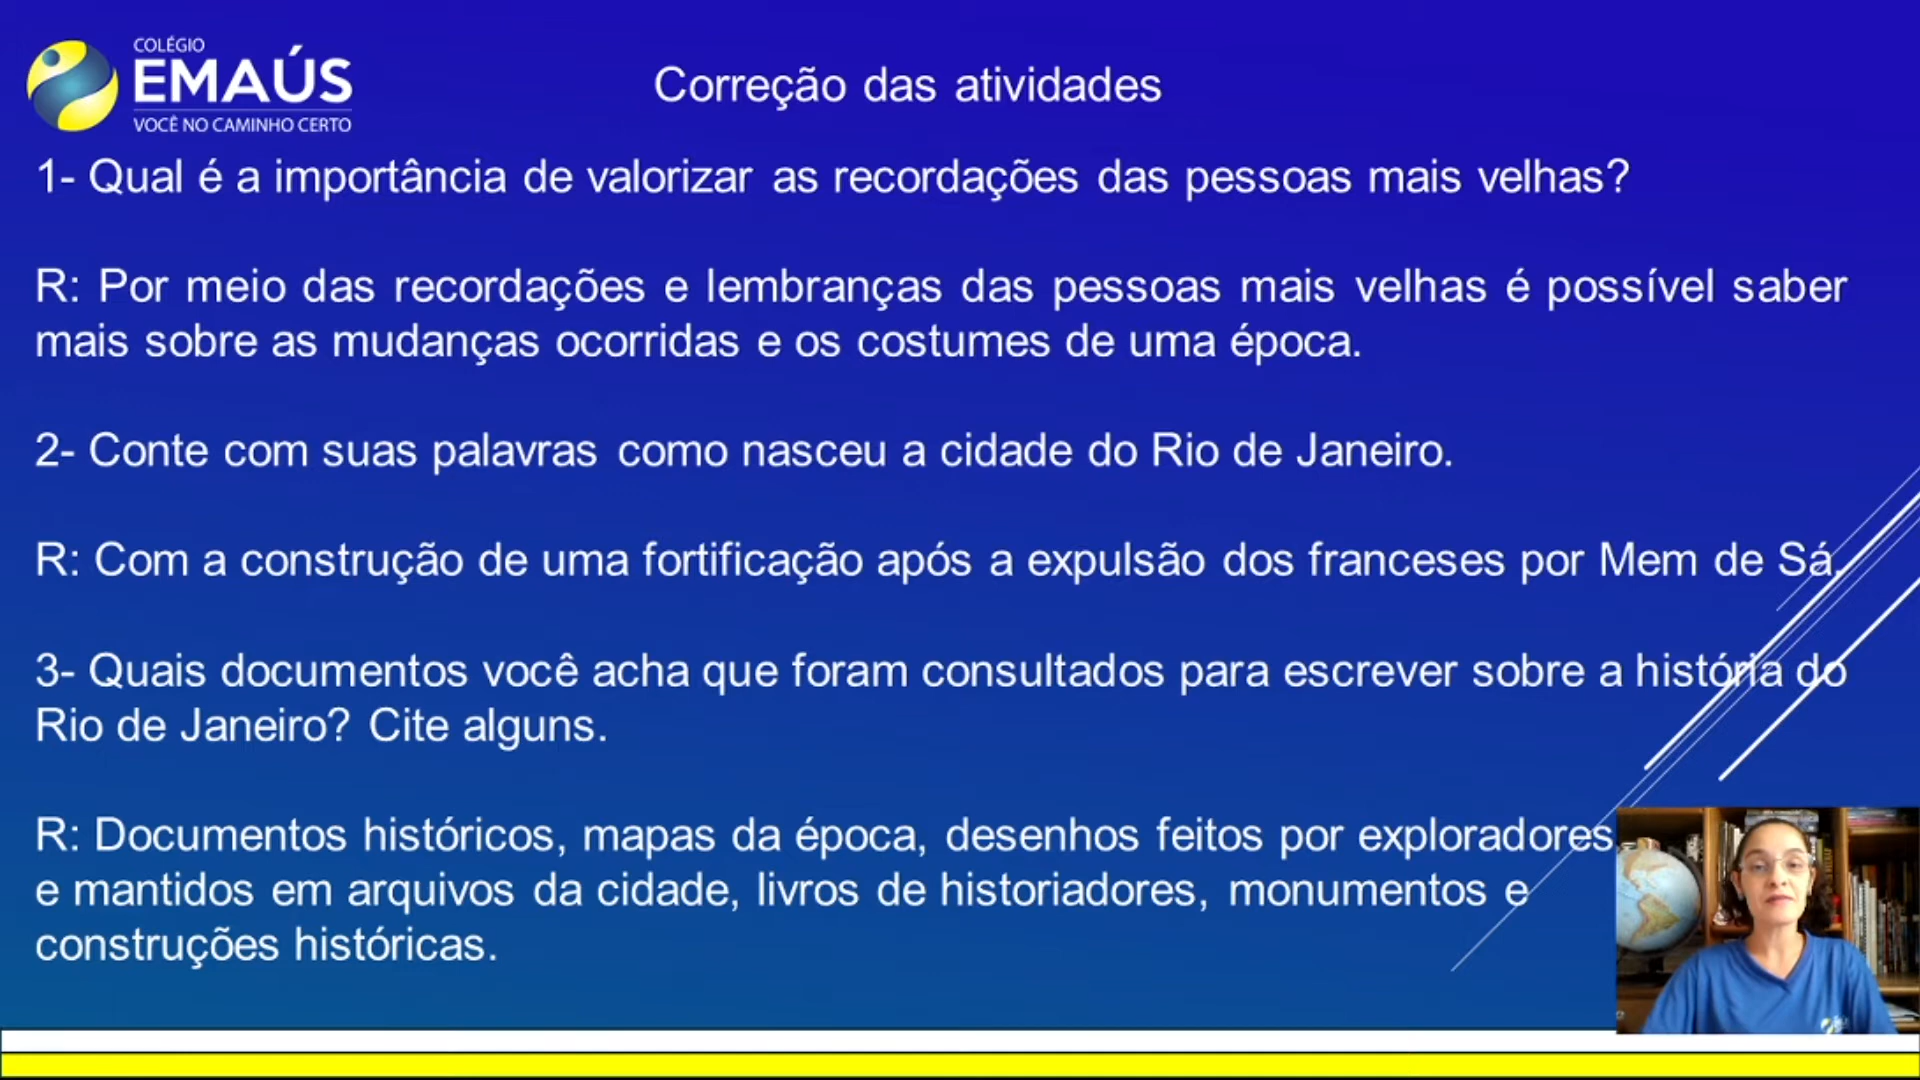 COLÉGIO
EMAÚS
VOCÊ NO CAMINHO CERTO
Correção das atividades
1- Qual é a importância de valorizar as recordações das pessoas mais velhas?
R: Por meio das recordações e lembranças das pessoas mais velhas é possível saber
mais sobre as mudanças ocorridas e os costumes de uma época.
2- Conte com suas palavras como nasceu a cidade do Rio de Janeiro.
R: Com a construção de uma fortificação após a expulsão dos franceses por Mem de Sá.
3- Quais documentos você acha que foram consultados para escrever sobre a história do
Rio de Janeiro? Cite alguns.
R: Documentos históricos, mapas da época, desenhos feitos por exploradores
e mantidos em arquivos da cidade, livros de historiadores, monumentos e
construções históricas.